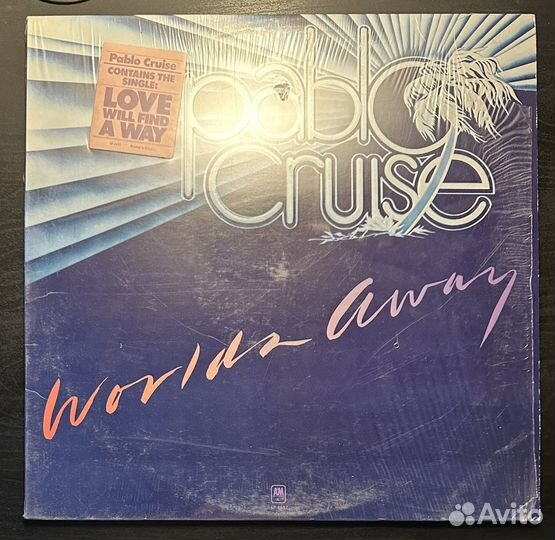 Pablo Cruise
CONTAINS THE
SINGLE:
LOVE
WILL FIND
A WAY
pablo
cruise
Worlds Away
A&M
Avito